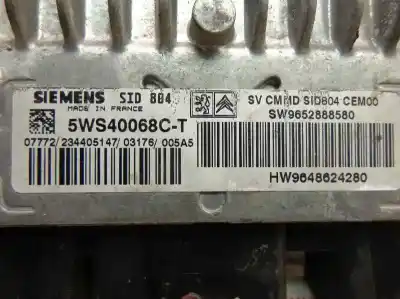 SIEMENS SID 804
MADE IN FRANCE
5WS40068C-T
07772/234405147/03176/005A5
SV CMMD SID804 CEM00
SW9652888580
HW9648624280